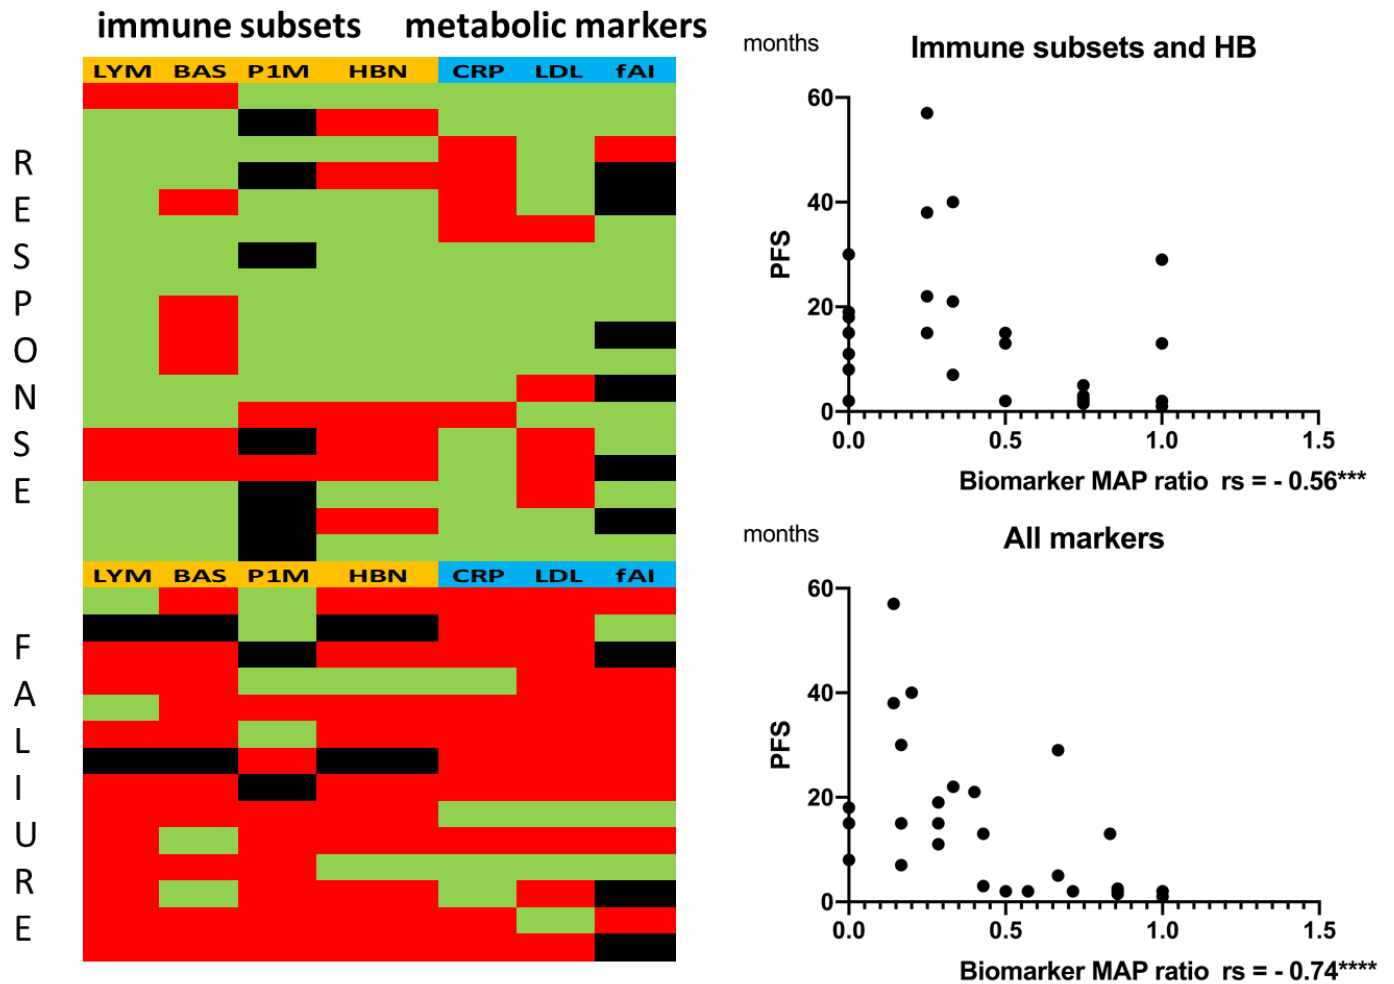 immune subsets metabolic markers
LYM BAS P1M HBN CRP LDL fAI
R
E
S
P
O
N
S
E
LYM BAS P1M HBN CRP LDL fAI
F
A
L
I
U
R
E
months
Immune subsets and HB
60
40
20
0
PFS
0.0 0.5 1.0 1.5
Biomarker MAP ratio rs = - 0.56***
months
All markers
60
40
20
0
PFS
0.0 0.5 1.0 1.5
Biomarker MAP ratio rs = - 0.74****